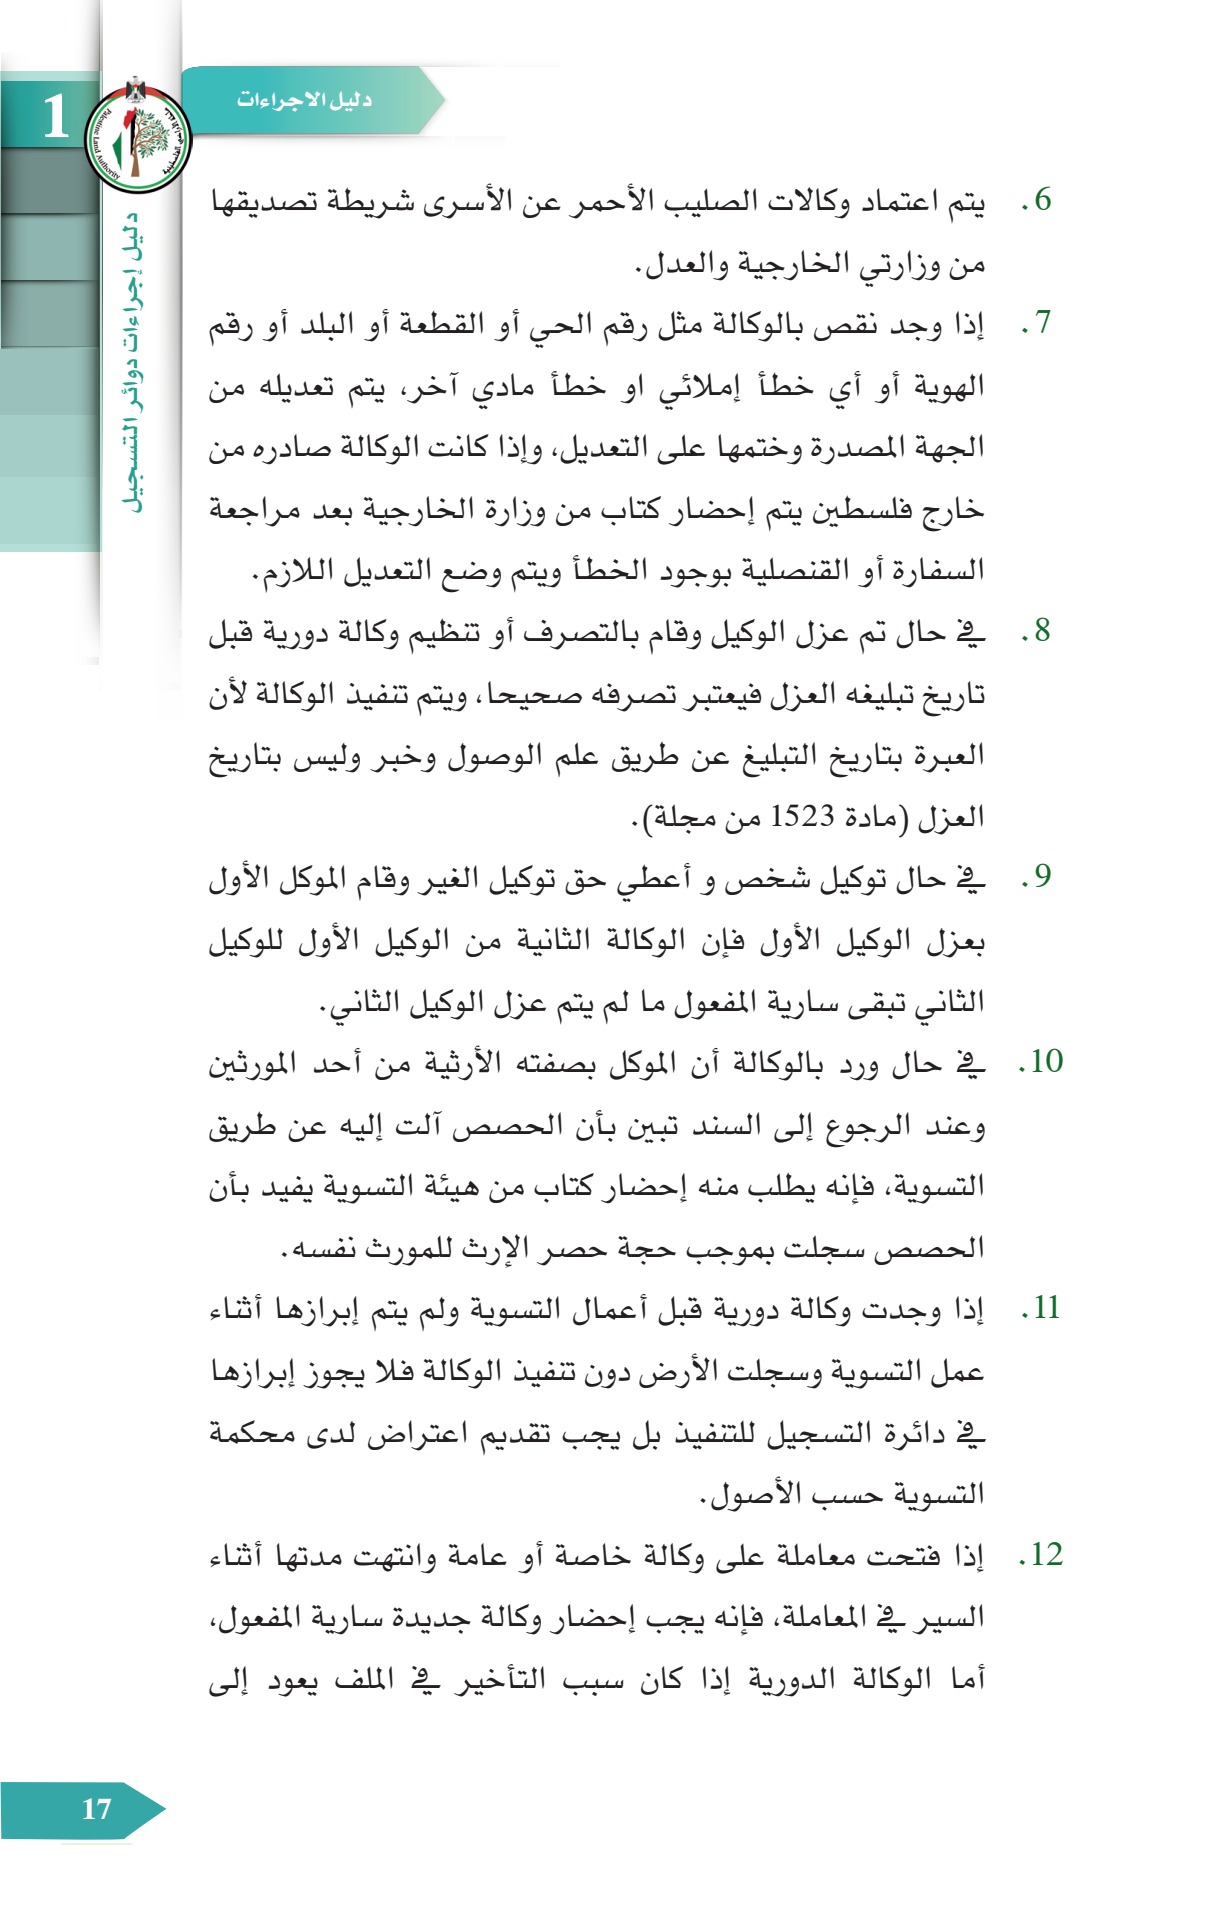 دليل الاجراءات
1
Palestine Land Authority
دليل إجراءات دوائر التسجيل
6. يتم اعتماد وكالات الصليب الأحمر عن الأسرى شريطة تصديقها
من وزارتي الخارجية والعدل.
7. إذا وجد نقص بالوكالة مثل رقم الحي أو القطعة أو البلد أو رقم
الهوية أو أي خطأ إملائي او خطأ مادي آخر، يتم تعديله من
الجهة المصدرة وختمها على التعديل، وإذا كانت الوكالة صادره من
خارج فلسطين يتم إحضار كتاب من وزارة الخارجية بعد مراجعة
السفارة أو القنصلية بوجود الخطأ ويتم وضع التعديل اللازم.
8. في حال تم عزل الوكيل وقام بالتصرف أو تنظيم وكالة دورية قبل
تاريخ تبليغه العزل فيعتبر تصرفه صحيحا، ويتم تنفيذ الوكالة لأن
العبرة بتاريخ التبليغ عن طريق علم الوصول وخبر وليس بتاريخ
العزل (مادة 1523 من مجلة).
9. في حال توكيل شخص و أعطي حق توكيل الغير وقام الموكل الأول
بعزل الوكيل الأول فإن الوكالة الثانية من الوكيل الأول للوكيل
الثاني تبقى سارية المفعول ما لم يتم عزل الوكيل الثاني.
10. في حال ورد بالوكالة أن الموكل بصفته الأرثية من أحد المورثين
وعند الرجوع إلى السند تبين بأن الحصص آلت إليه عن طريق
التسوية، فإنه يطلب منه إحضار كتاب من هيئة التسوية يفيد بأن
الحصص سجلت بموجب حجة حصر الإرث للمورث نفسه.
11. إذا وجدت وكالة دورية قبل أعمال التسوية ولم يتم إبرازها أثناء
عمل التسوية وسجلت الأرض دون تنفيذ الوكالة فلا يجوز إبرازها
في دائرة التسجيل للتنفيذ بل يجب تقديم اعتراض لدى محكمة
التسوية حسب الأصول.
12. إذا فتحت معاملة على وكالة خاصة أو عامة وانتهت مدتها أثناء
السير في المعاملة، فإنه يجب إحضار وكالة جديدة سارية المفعول،
أما الوكالة الدورية إذا كان سبب التأخير في الملف يعود إلى
17